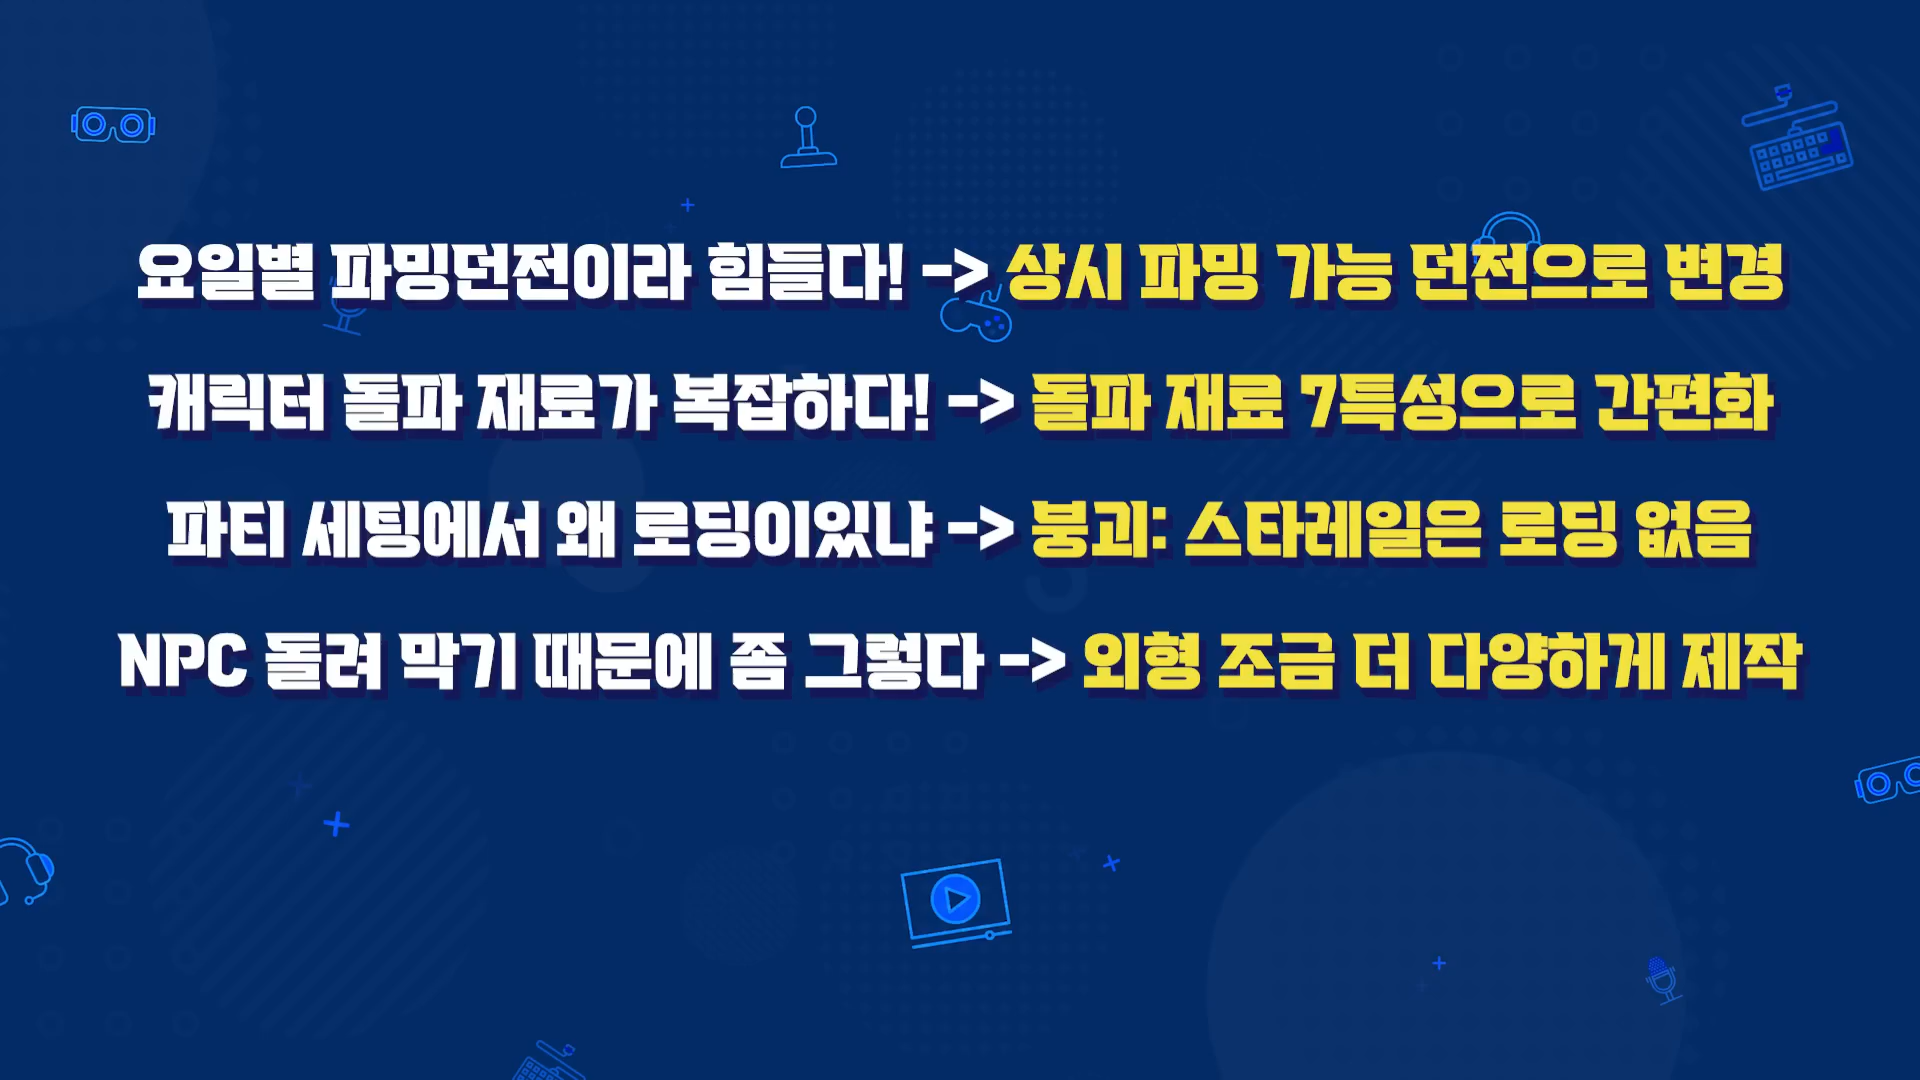 요일별 파밍던전이라 힘들다! -> 상시 파밍 가능 던전으로 변경
캐릭터 돌파 재료가 복잡하다! -> 돌파 재료 7특성으로 간편화
파티 세팅에서 왜 로딩이있냐 -> 붕괴: 스타레일은 로딩 없음
NPC 돌려 막기 때문에 좀 그렇다 -> 외형 조금 더 다양하게 제작